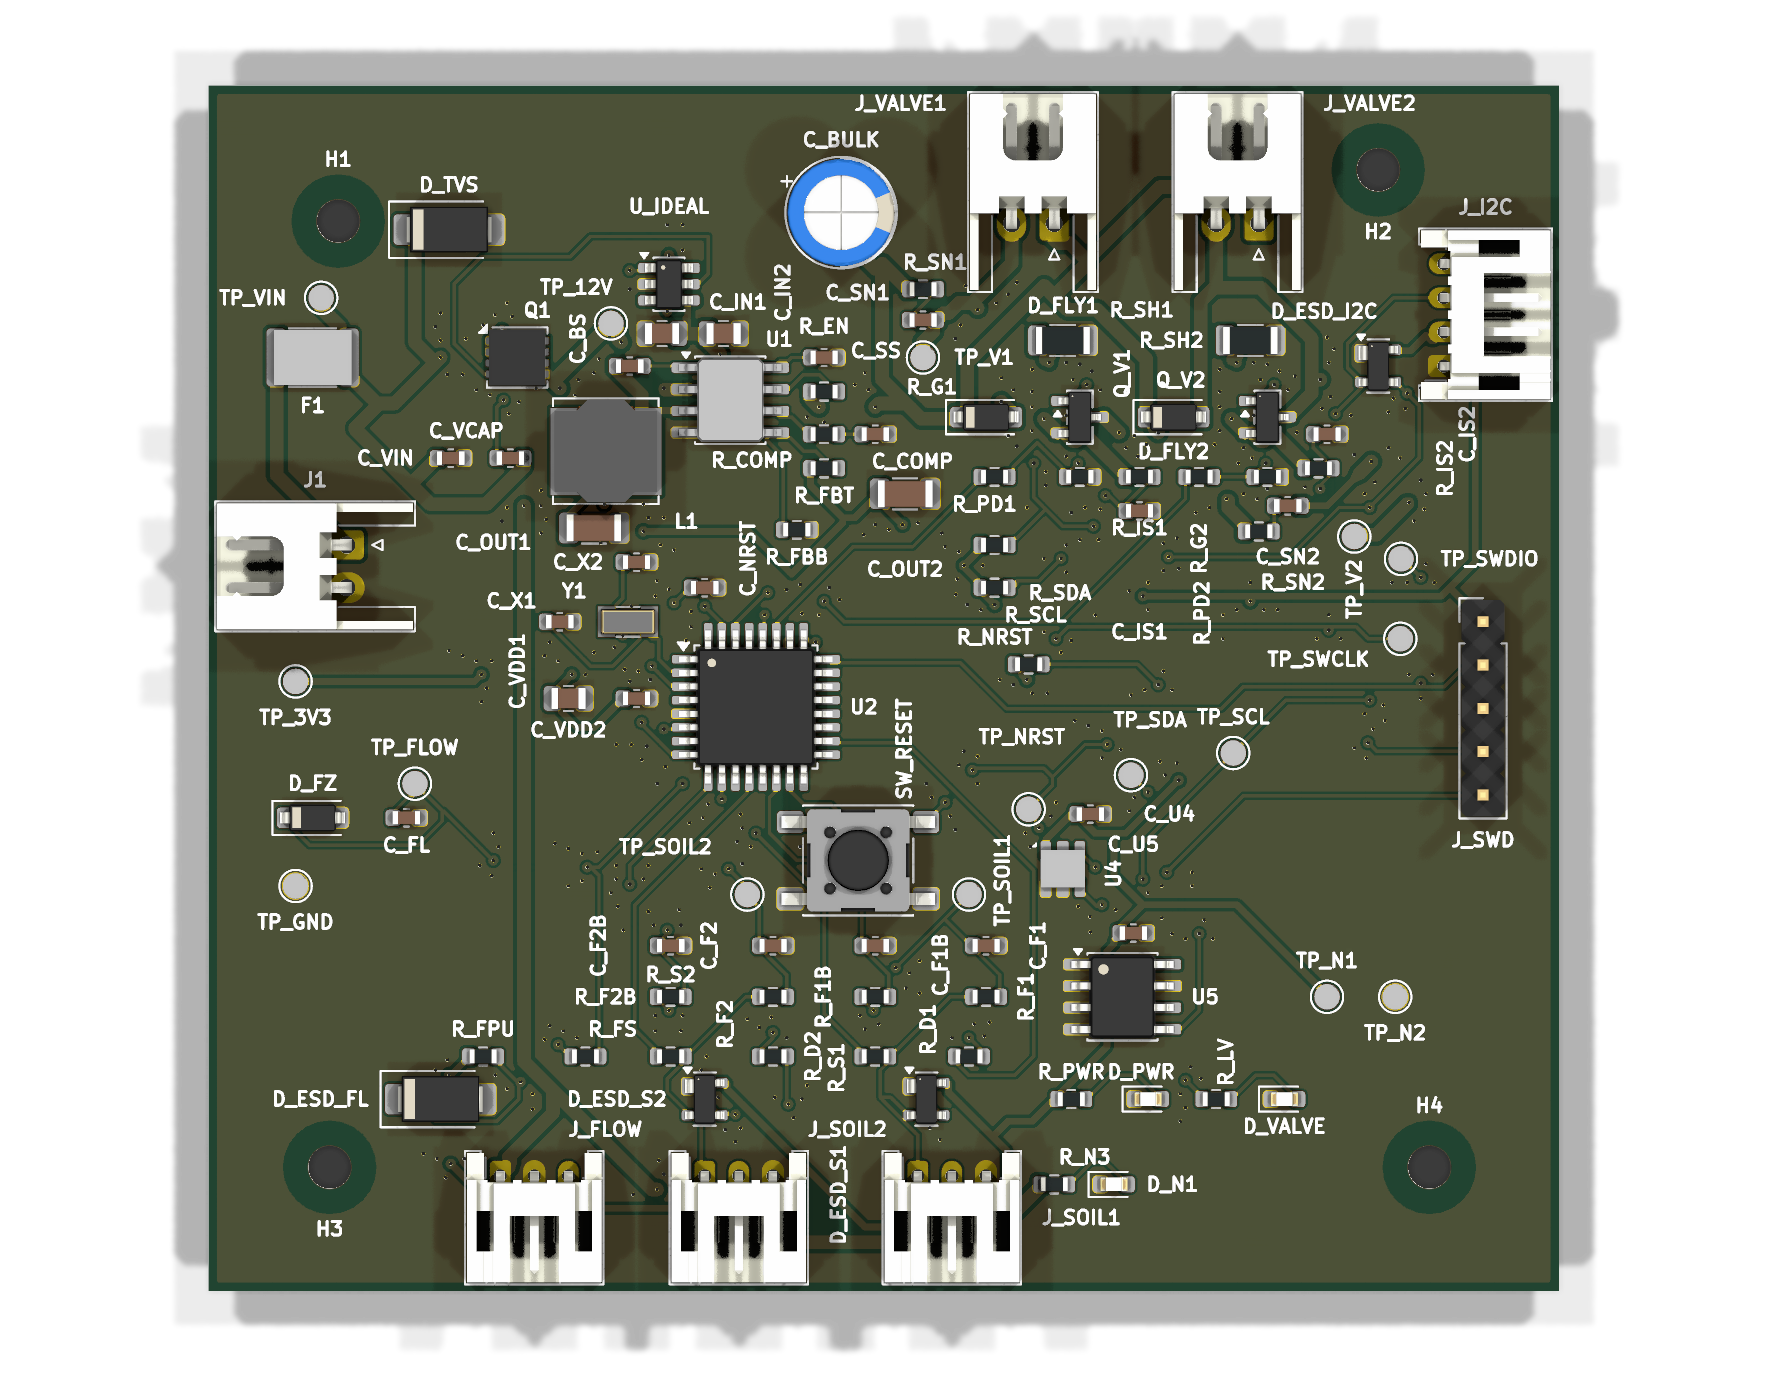 J_VALVE1
J_VALVE2
C_BULK
H1
D_TVS
+
U_IDEAL
J_I2C
H2
R_SN1
TP_12V
C_IN2
C_SN1
TP_VIN
Q1
C_IN1
D_FLY1
R_SH1
D_ESD_I2C
C_BS
U1
R_EN
R_SH2
C_SS
TP_V1
F1
R_G1
Q_V1
Q_V2
C_VCAP
C_VIN
R_COMP
C_COMP
D_FLY2
R_IS2
C_IS2
J1
R_FBT
R_PD1
L1
R_IS1
C_OUT1
C_X2
C_NRST
R_FBB
C_OUT2
R_G2
C_SN2
R_SN2
TP_V2
TP_SWDIO
Y1
C_X1
R_SDA
R_SCL
R_NRST
C_IS1
R_PD2
TP_SWCLK
C_VDD1
TP_3V3
C_VDD2
U2
TP_FLOW
SW_RESET
TP_NRST
TP_SDA
TP_SCL
D_FZ
C_FL
TP_SOIL2
C_U4
C_U5
J_SWD
TP_SOIL1
U4
TP_GND
C_F2B
C_F2
C_F1B
C_F1
R_S2
R_F2B
R_F1B
R_F1
U5
TP_N1
TP_N2
R_FPU
R_FS
R_F2
R_D2
R_S1
R_D1
R_PWR
D_PWR
R_LV
D_ESD_FL
D_ESD_S2
J_FLOW
J_SOIL2
D_VALVE
H4
D_ESD_S1
R_N3
D_N1
H3
J_SOIL1